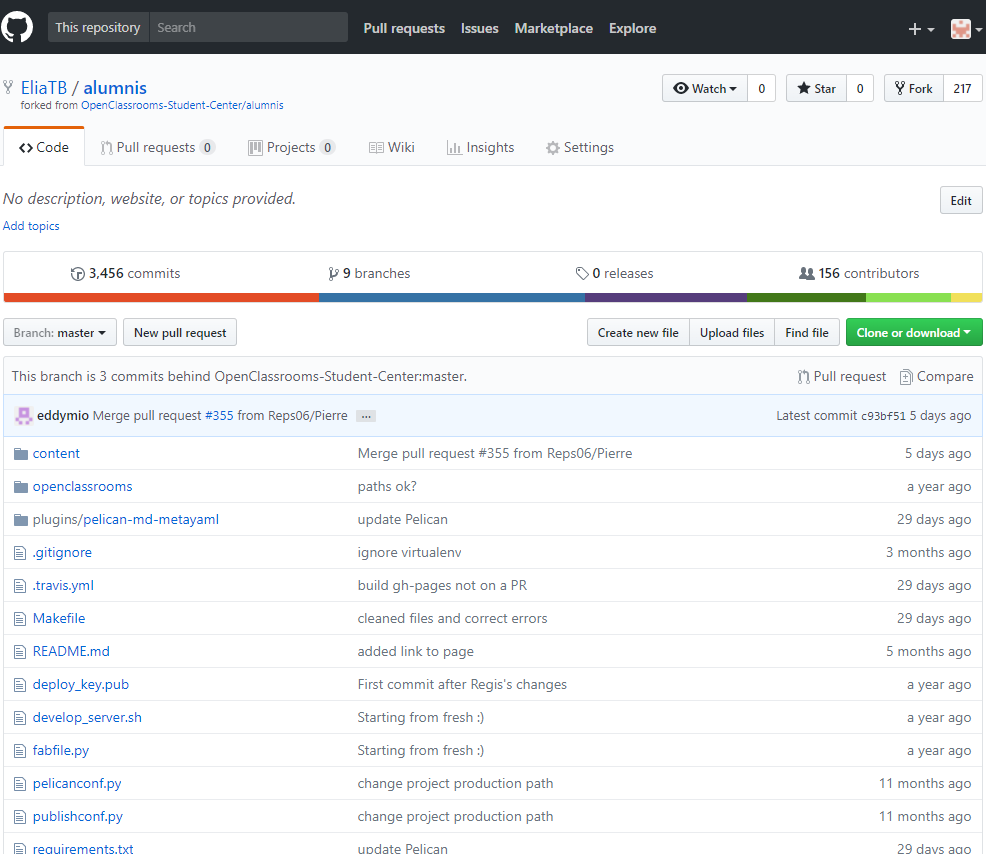 This repository Search Pull requests Issues Marketplace Explore
EliaTB / alumnis Watch 0 Star 0 Fork 217
forked from OpenClassrooms-Student-Center/alumnis
Code Pull requests 0 Projects 0 Wiki Insights Settings
No description, website, or topics provided. Edit
Add topics
3,456 commits 9 branches 0 releases 156 contributors
Branch: master New pull request Create new file Upload files Find file Clone or download
This branch is 3 commits behind OpenClassrooms-Student-Center:master. Pull request Compare
eddymio Merge pull request #355 from Reps06/Pierre ... Latest commit c93bf51 5 days ago
content Merge pull request #355 from Reps06/Pierre 5 days ago
openclassrooms paths ok? a year ago
plugins/pelican-md-metayaml update Pelican 29 days ago
.gitignore ignore virtualenv 3 months ago
.travis.yml build gh-pages not on a PR 29 days ago
Makefile cleaned files and correct errors 29 days ago
README.md added link to page 5 months ago
deploy_key.pub First commit after Regis's changes a year ago
develop_server.sh Starting from fresh :) a year ago
fabfile.py Starting from fresh :) a year ago
pelicanconf.py change project production path 11 months ago
publishconf.py change project production path 11 months ago
requirements.txt update Pelican 29 days ago